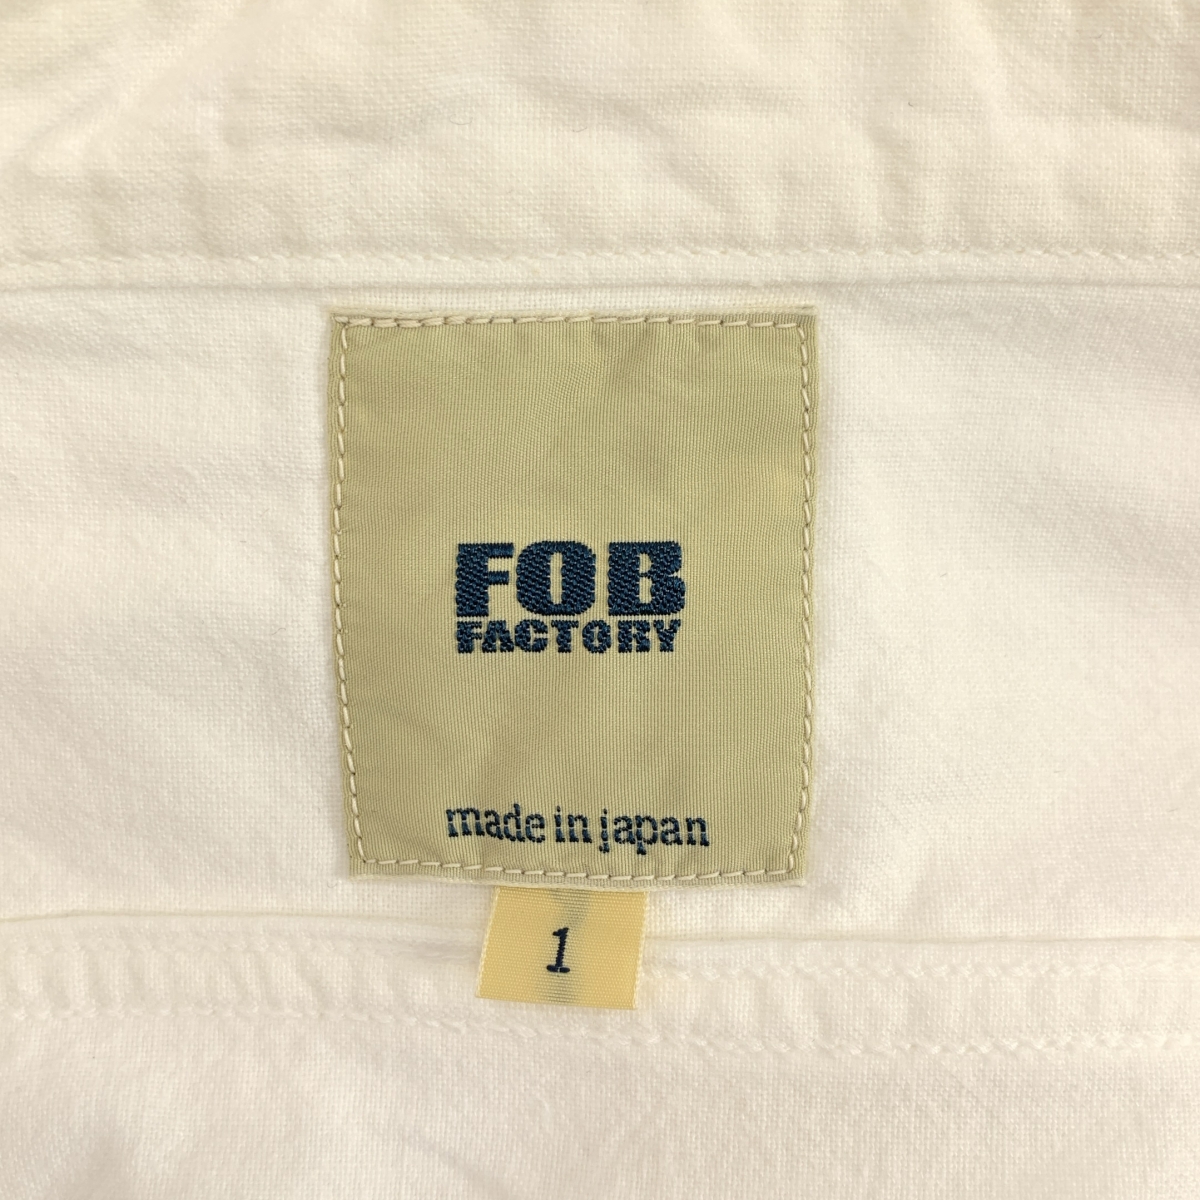 FOB
FACTORY
made in japan
1